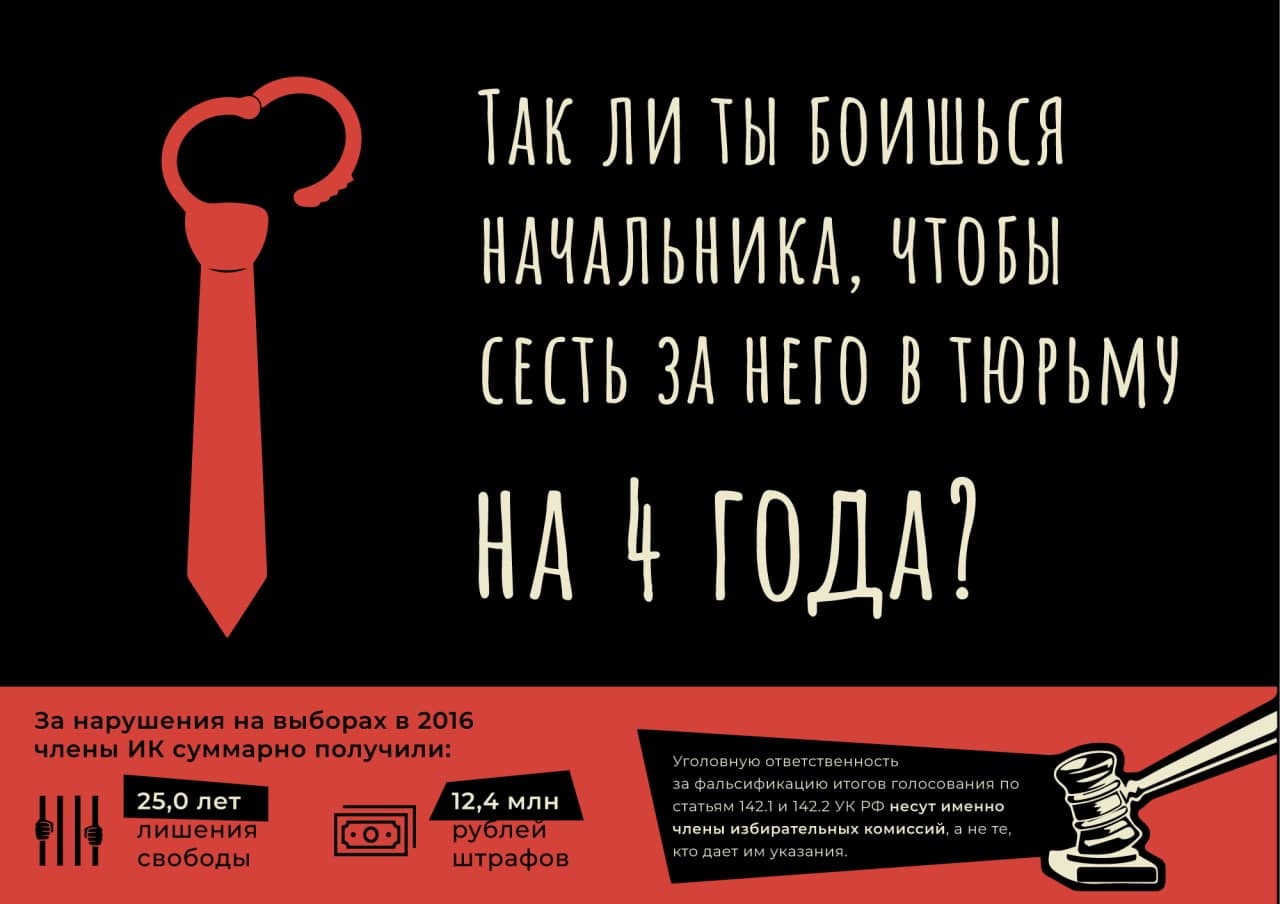 Так ли ты боишься
начальника, чтобы
сесть за него в тюрьму
на 4 года?
За нарушения на выборах в 2016
члены ИК суммарно получили:
25,0 лет
лишения
свободы
12,4 млн
рублей
штрафов
Уголовную ответственность
за фальсификацию итогов голосования по
статьям 142.1 и 142.2 УК РФ несут именно
члены избирательных комиссий, а не те,
кто дает им указания.